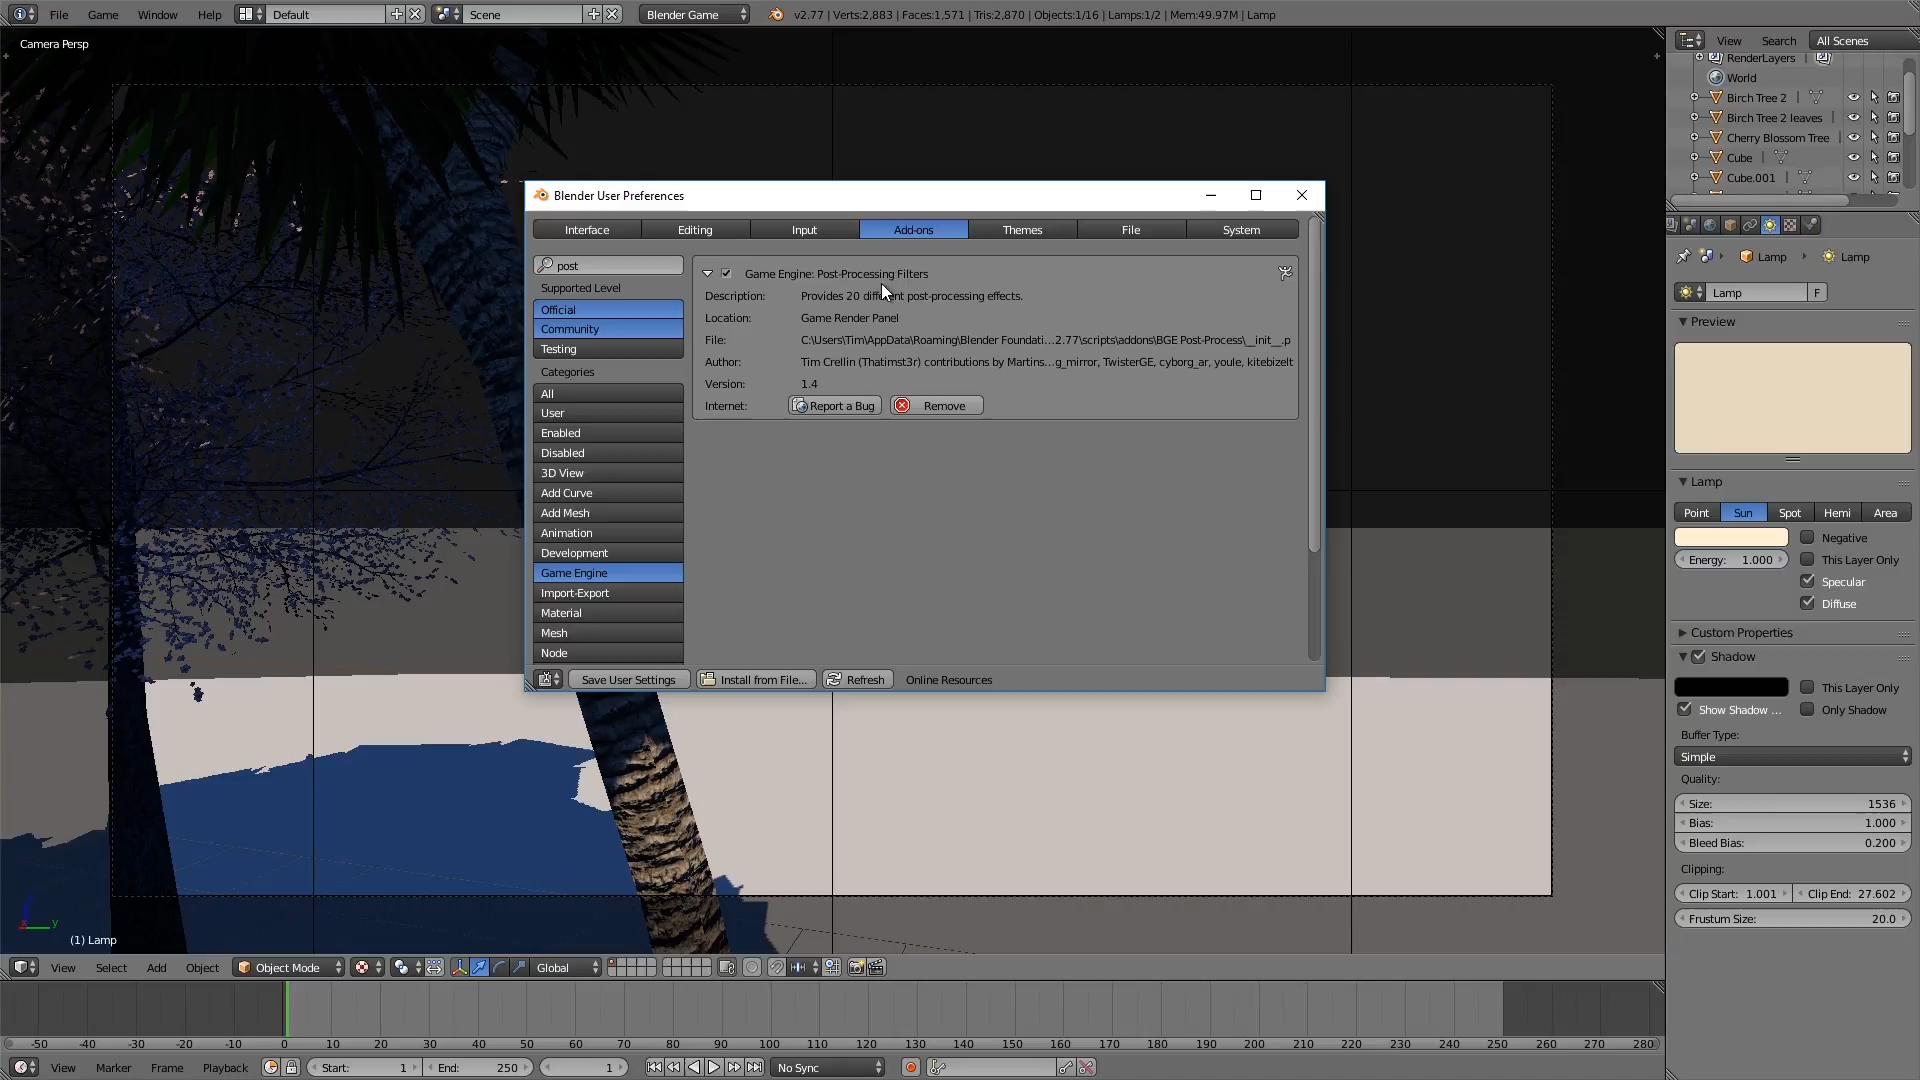 File Game Window Help Default Scene Blender Game v2.77 | Verts:2,883 | Faces:1,571 | Tris:2,870 | Objects:1/16 | Lamps:1/2 | Mem:49.97M | Lamp
Camera Persp
View Search All Scenes
RenderLayers
World
Birch Tree 2
Birch Tree 2 leaves
Cherry Blossom Tree
Cube
Cube.001
Blender User Preferences
Interface Editing Input Add-ons Themes File System
post
Supported Level
Official
Community
Testing
Categories
All
User
Enabled
Disabled
3D View
Add Curve
Add Mesh
Animation
Development
Game Engine
Import-Export
Material
Mesh
Node
Game Engine: Post-Processing Filters
Description: Provides 20 different post-processing effects.
Location: Game Render Panel
File: C:\Users\Tim\AppData\Roaming\Blender Foundati...2.77\scripts\addons\BGE Post-Process\__init__.p
Author: Tim Crellin (Thatimst3r) contributions by Martins...g_mirror, TwisterGE, cyborg_ar, youle, kitebizelt
Version: 1.4
Internet: Report a Bug Remove
Save User Settings Install from File... Refresh Online Resources
Lamp Lamp
Lamp F
Preview
Lamp
Point Sun Spot Hemi Area
Negative
Energy: 1.000 This Layer Only
Specular
Diffuse
Custom Properties
Shadow
This Layer Only
Show Shadow ... Only Shadow
Buffer Type:
Simple
Quality:
Size: 1536
Bias: 1.000
Bleed Bias: 0.200
Clipping:
Clip Start: 1.001 Clip End: 27.602
Frustum Size: 20.0
x y
(1) Lamp
View Select Add Object Object Mode Global
-50 -40 -30 -20 -10 0 10 20 30 40 50 60 70 80 90 100 110 120 130 140 150 160 170 180 190 200 210 220 230 240 250 260 270 280
View Marker Frame Playback Start: 1 End: 250 1 No Sync